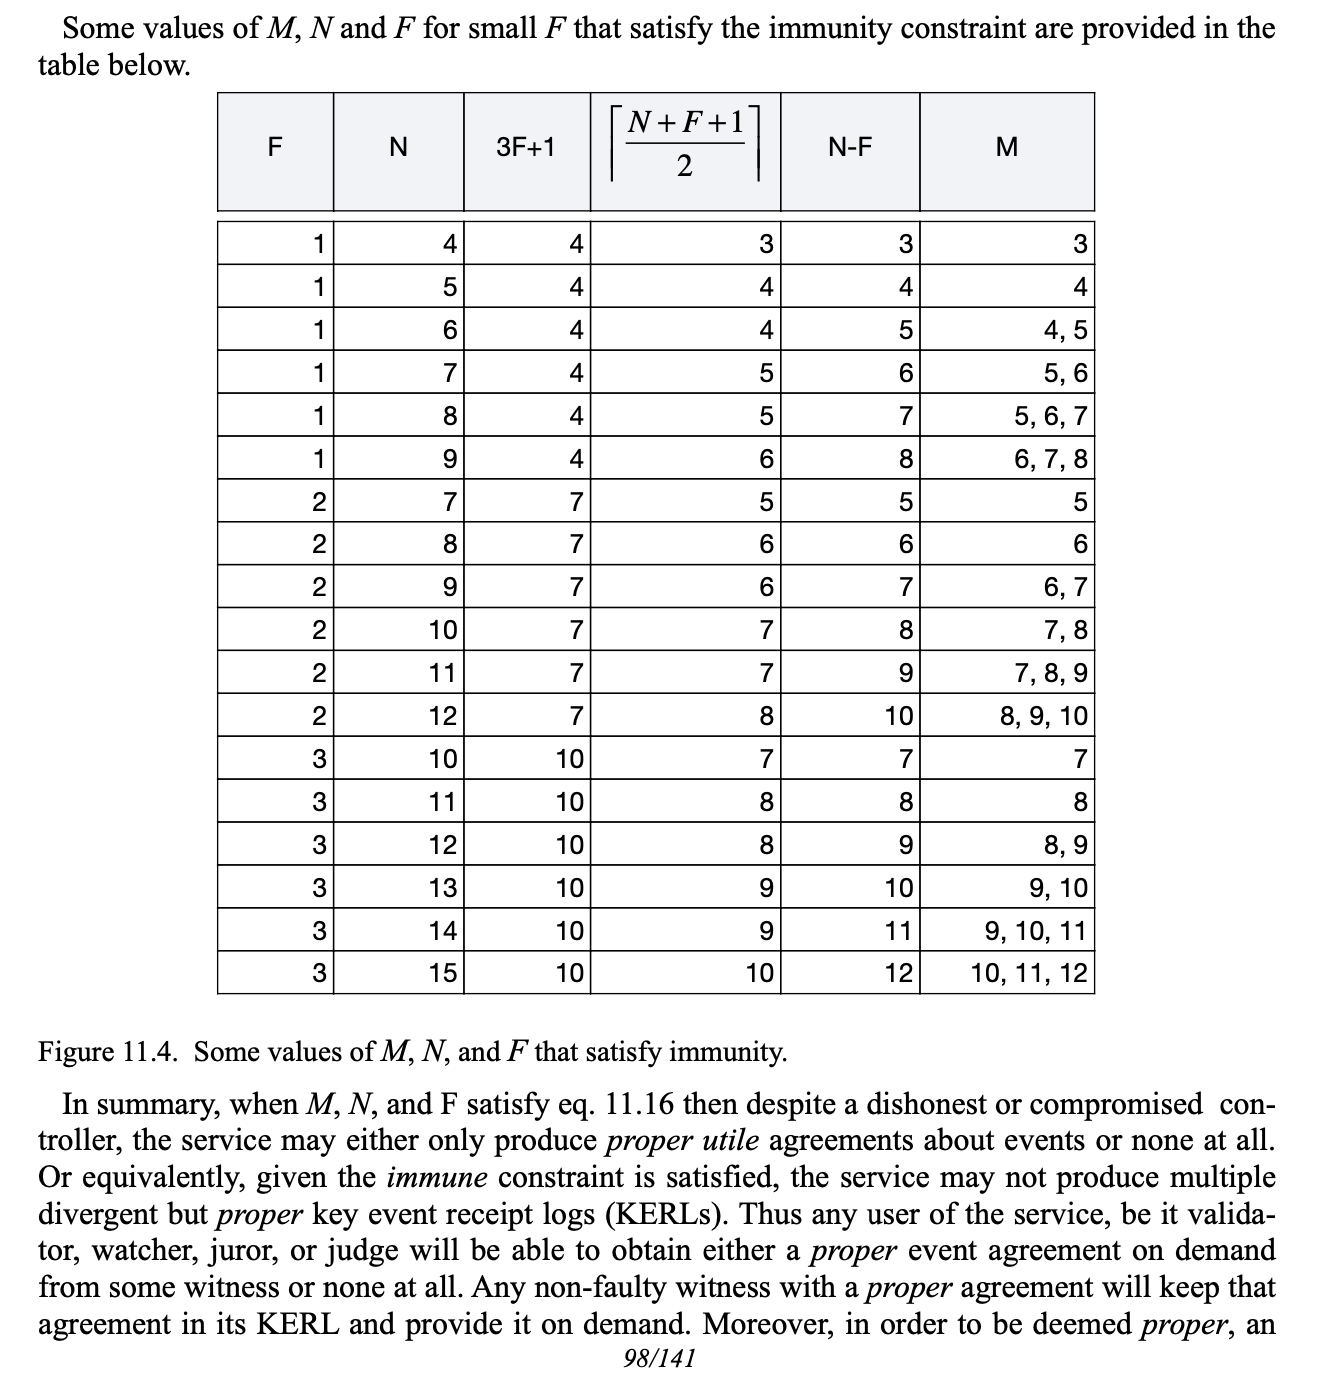 Some values of M, N and F for small F that satisfy the immunity constraint are provided in the
table below.
F N 3F+1 ⌈(N+F+1)/2⌉ N-F M
1 4 4 3 3 3
1 5 4 4 4 4
1 6 4 4 5 4, 5
1 7 4 5 6 5, 6
1 8 4 5 7 5, 6, 7
1 9 4 6 8 6, 7, 8
2 7 7 5 5 5
2 8 7 6 6 6
2 9 7 6 7 6, 7
2 10 7 7 8 7, 8
2 11 7 7 9 7, 8, 9
2 12 7 8 10 8, 9, 10
3 10 10 7 7 7
3 11 10 8 8 8
3 12 10 8 9 8, 9
3 13 10 9 10 9, 10
3 14 10 9 11 9, 10, 11
3 15 10 10 12 10, 11, 12
Figure 11.4. Some values of M, N, and F that satisfy immunity.
In summary, when M, N, and F satisfy eq. 11.16 then despite a dishonest or compromised con-
troller, the service may either only produce proper utile agreements about events or none at all.
Or equivalently, given the immune constraint is satisfied, the service may not produce multiple
divergent but proper key event receipt logs (KERLs). Thus any user of the service, be it valida-
tor, watcher, juror, or judge will be able to obtain either a proper event agreement on demand
from some witness or none at all. Any non-faulty witness with a proper agreement will keep that
agreement in its KERL and provide it on demand. Moreover, in order to be deemed proper, an
98/141